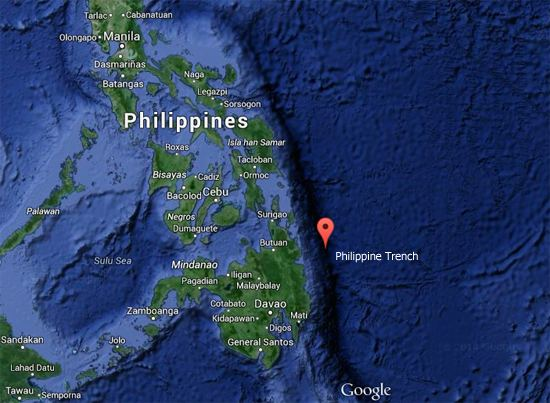 Tarlac
Cabanatuan
Olongapo
Manila
Dasmariñas
Batangas
Naga
Legazpi
Sorsogon
Philippines
Isla han Samar
Roxas
Tacloban
Bisayas
Cadiz
Ormoc
Bacolod
Cebu
Palawan
Negros
Surigao
Dumaguete
Butuan
Philippine Trench
Sulu Sea
Mindanao
Iligan
Pagadian
Malaybalay
Zamboanga
Cotabato
Davao
Kidapawan
Mati
Digos
Sandakan
Jolo
General Santos
Lahad Datu
Tawau
Semporna
Google